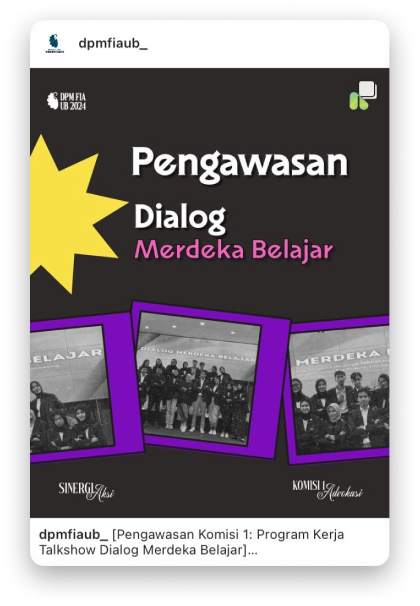 dpmfiaub_
DPM FIA
UB 2024
Pengawasan
Dialog
Merdeka Belajar
BELAJAR
DIALOG MERDEKA BELAJAR
MERDEKA B
SINERGI Aksi
KOMISI 1 Advokasi
dpmfiaub_ [Pengawasan Komisi 1: Program Kerja
Talkshow Dialog Merdeka Belajar]...